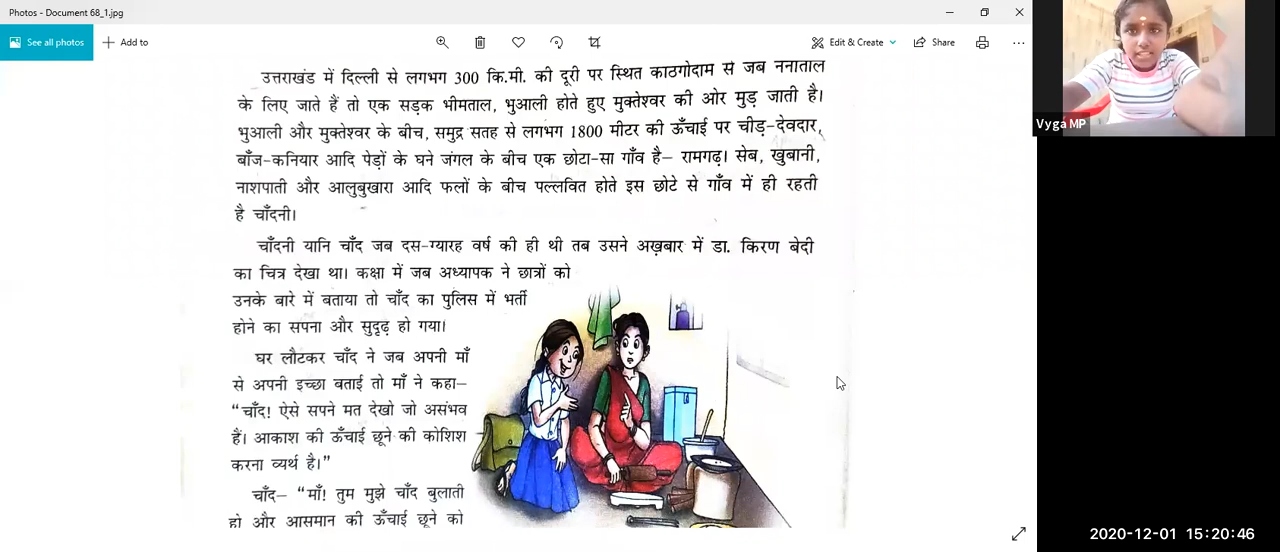 Photos - Document 68_1.jpg
See all photos
Add to
Edit & Create
Share
उत्तराखंड में दिल्ली से लगभग 300 कि.मी. की दूरी पर स्थित काठगोदाम से जब ननाताल
के लिए जाते हैं तो एक सड़क भीमताल, भुआली होते हुए मुक्तेश्वर की ओर मुड़ जाती है।
भुआली और मुक्तेश्वर के बीच, समुद्र सतह से लगभग 1800 मीटर की ऊँचाई पर चीड़-देवदार,
बाँज-कनियार आदि पेड़ों के घने जंगल के बीच एक छोटा-सा गाँव है– रामगढ़। सेब, खुबानी,
नाशपाती और आलुबुखारा आदि फलों के बीच पल्लवित होते इस छोटे से गाँव में ही रहती
है चाँदनी।
चाँदनी यानि चाँद जब दस-ग्यारह वर्ष की ही थी तब उसने अख़बार में डा. किरण बेदी
का चित्र देखा था। कक्षा में जब अध्यापक ने छात्रों को
उनके बारे में बताया तो चाँद का पुलिस में भर्ती
होने का सपना और सुदृढ़ हो गया।
घर लौटकर चाँद ने जब अपनी माँ
से अपनी इच्छा बताई तो माँ ने कहा–
“चाँद! ऐसे सपने मत देखो जो असंभव
हैं। आकाश की ऊँचाई छूने की कोशिश
करना व्यर्थ है।”
चाँद– “माँ! तुम मुझे चाँद बुलाती
हो और आसमान की ऊँचाई छूने को
Vyga MP
2020-12-01 15:20:46